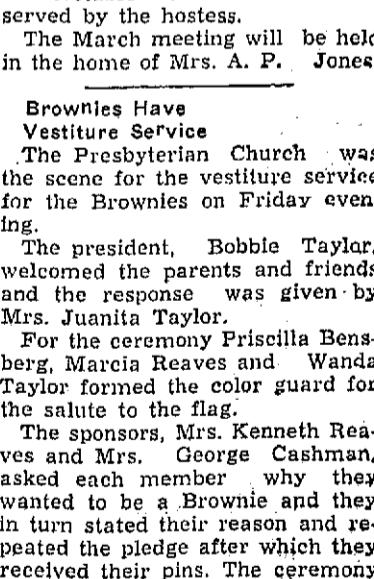 served by the hostess.
The March meeting will be held
in the home of Mrs. A. P. Jones
Brownies Have
Vestiture Service
The Presbyterian Church was
the scene for the vestiture service
for the Brownies on Friday even
ing.
The president, Bobbie Taylor,
welcomed the parents and friends
and the response was given by
Mrs. Juanita Taylor.
For the ceremony Priscilla Bens-
berg, Marcia Reaves and Wanda
Taylor formed the color guard for
the salute to the flag.
The sponsors, Mrs. Kenneth Rea-
ves and Mrs. George Cashman,
asked each member why they
wanted to be a Brownie and they
in turn stated their reason and re-
peated the pledge after which they
received their pins. The ceremony